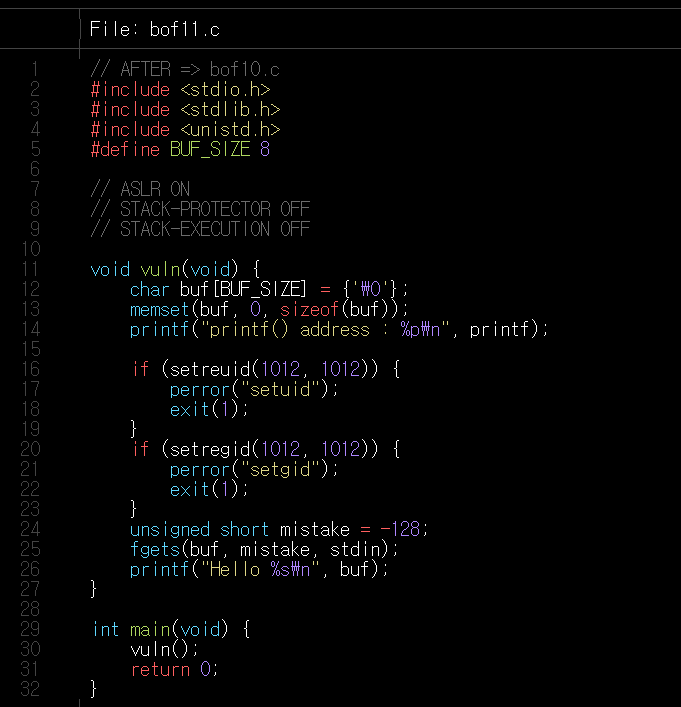 File: bof11.c
1 // AFTER => bof10.c
2 #include <stdio.h>
3 #include <stdlib.h>
4 #include <unistd.h>
5 #define BUF_SIZE 8
6
7 // ASLR ON
8 // STACK-PROTECTOR OFF
9 // STACK-EXECUTION OFF
10
11 void vuln(void) {
12     char buf[BUF_SIZE] = {'₩0'};
13     memset(buf, 0, sizeof(buf));
14     printf("printf() address : %p₩n", printf);
15
16     if (setreuid(1012, 1012)) {
17         perror("setuid");
18         exit(1);
19     }
20     if (setregid(1012, 1012)) {
21         perror("setgid");
22         exit(1);
23     }
24     unsigned short mistake = -128;
25     fgets(buf, mistake, stdin);
26     printf("Hello %s₩n", buf);
27 }
28
29 int main(void) {
30     vuln();
31     return 0;
32 }